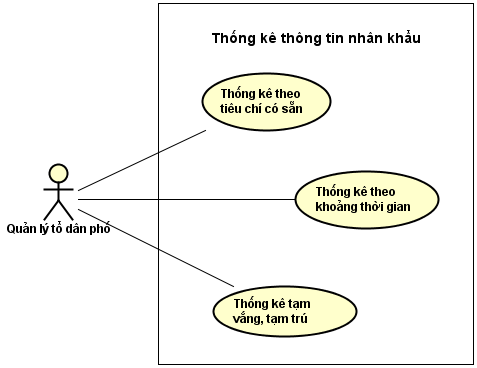 Thống kê thông tin nhân khẩu
Thống kê theo
tiêu chí có sẵn
Thống kê theo
khoảng thời gian
Quản lý tổ dân phố
Thống kê tạm
vắng, tạm trú